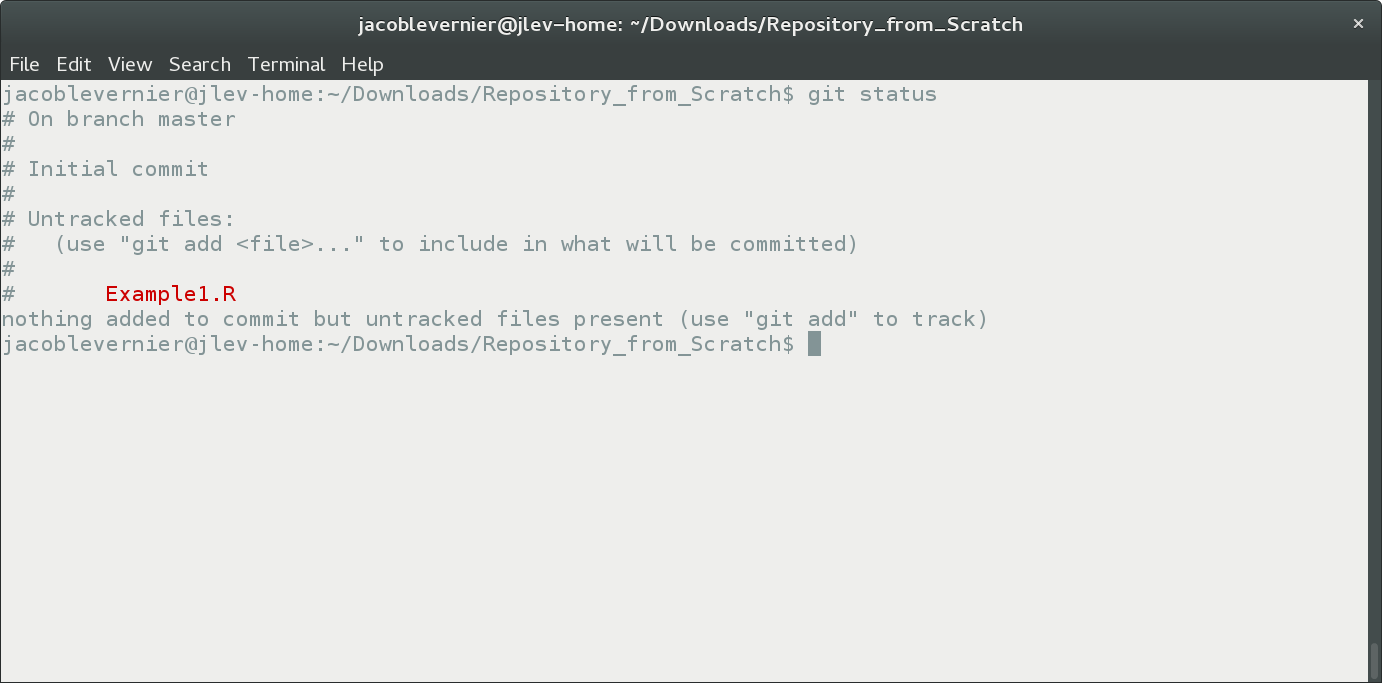 jacoblevernier@jlev-home: ~/Downloads/Repository_from_Scratch ×
File Edit View Search Terminal Help
jacoblevernier@jlev-home:~/Downloads/Repository_from_Scratch$ git status
# On branch master
#
# Initial commit
#
# Untracked files:
#   (use "git add <file>..." to include in what will be committed)
#
#       Example1.R
nothing added to commit but untracked files present (use "git add" to track)
jacoblevernier@jlev-home:~/Downloads/Repository_from_Scratch$